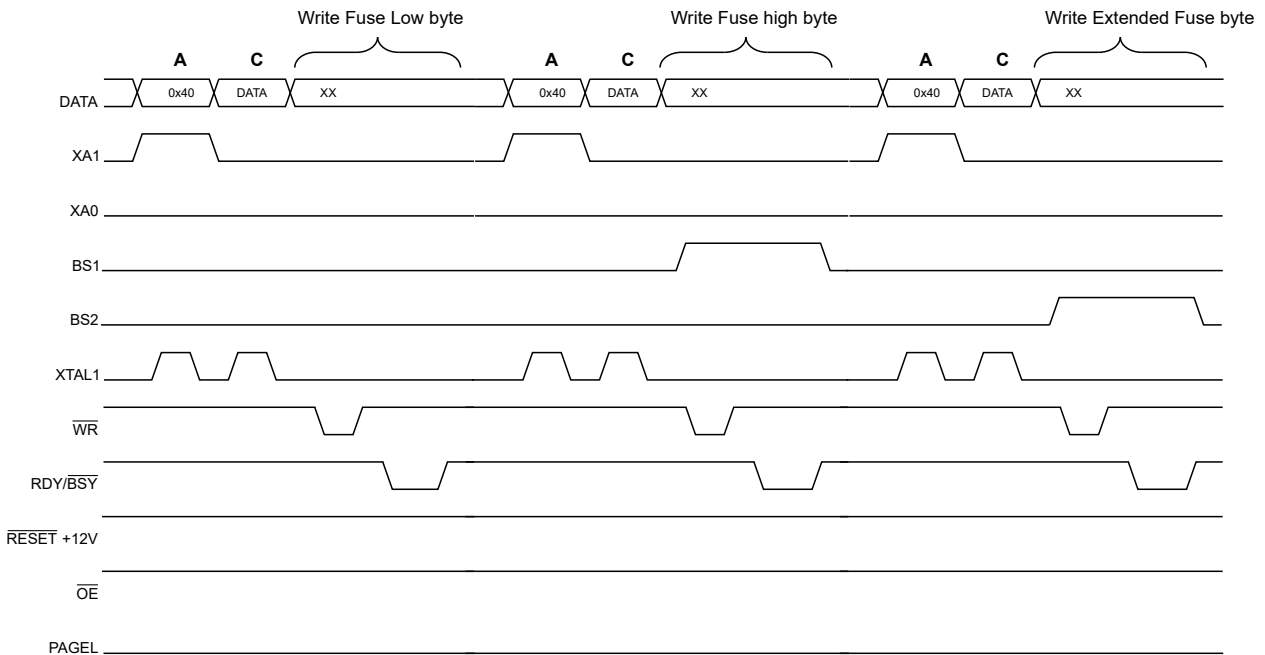 Write Fuse Low byte Write Fuse high byte Write Extended Fuse byte
A C A C A C
DATA 0x40 DATA XX 0x40 DATA XX 0x40 DATA XX
XA1
XA0
BS1
BS2
XTAL1
WR
RDY/BSY
RESET +12V
OE
PAGEL